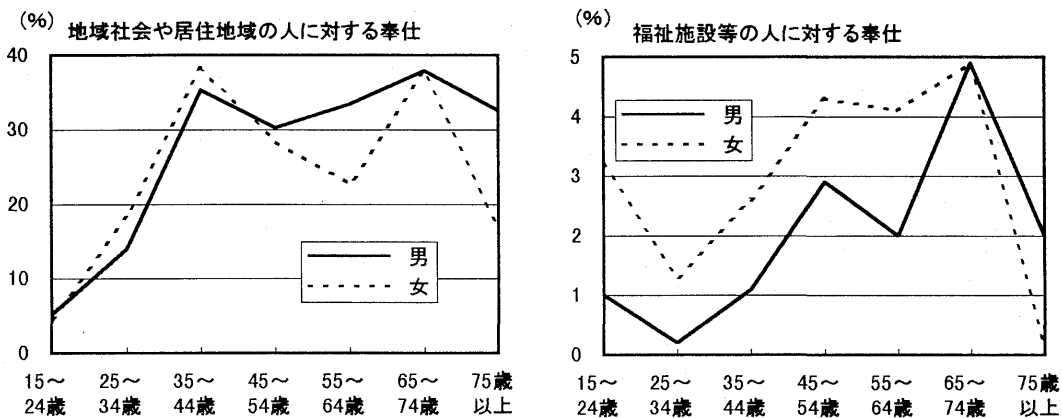 (%) 地域社会や居住地域の人に対する奉仕
40
30
20
10
0
男
女
15～ 25～ 35～ 45～ 55～ 65～ 75歳
24歳 34歳 44歳 54歳 64歳 74歳 以上
(%) 福祉施設等の人に対する奉仕
5
4
3
2
1
0
男
女
15～ 25～ 35～ 45～ 55～ 65～ 75歳
24歳 34歳 44歳 54歳 64歳 74歳 以上